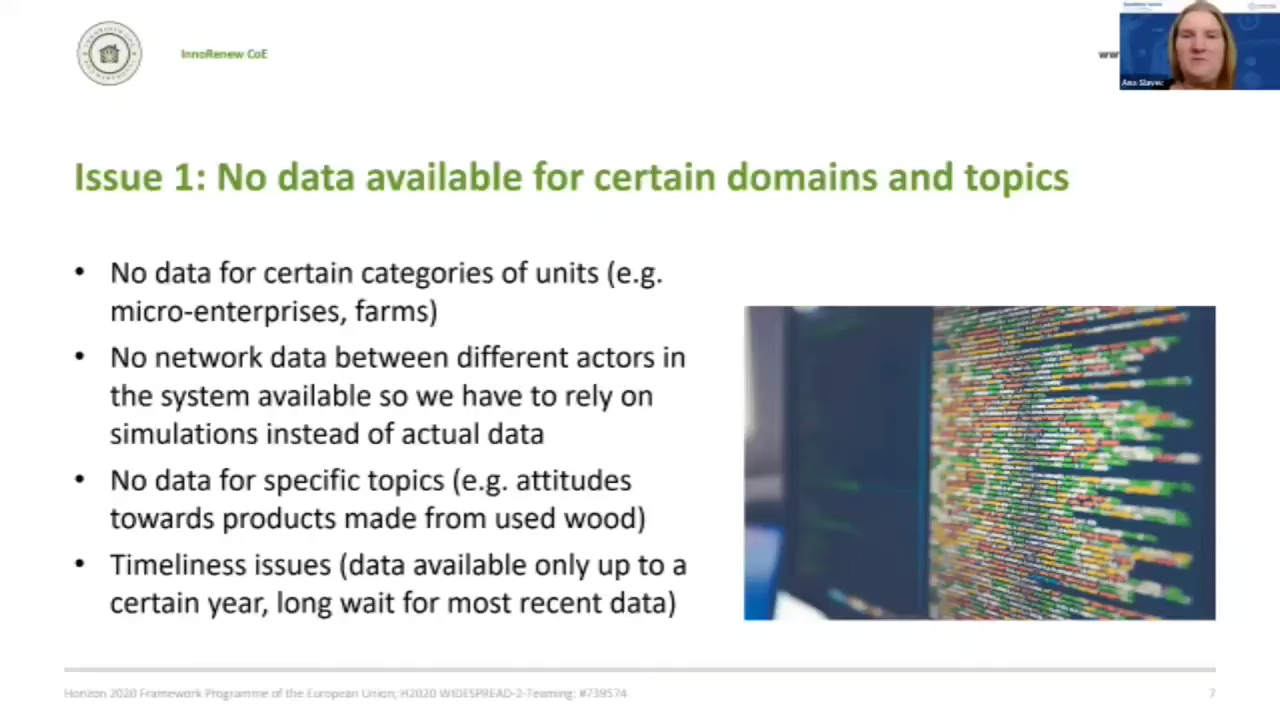 InnoRenew CoE
Ana Slavec
Issue 1: No data available for certain domains and topics
• No data for certain categories of units (e.g.
micro-enterprises, farms)
• No network data between different actors in
the system available so we have to rely on
simulations instead of actual data
• No data for specific topics (e.g. attitudes
towards products made from used wood)
• Timeliness issues (data available only up to a
certain year, long wait for most recent data)
Horizon 2020 Framework Programme of the European Union; H2020 WIDESPREAD-2-Teaming: #739574
7